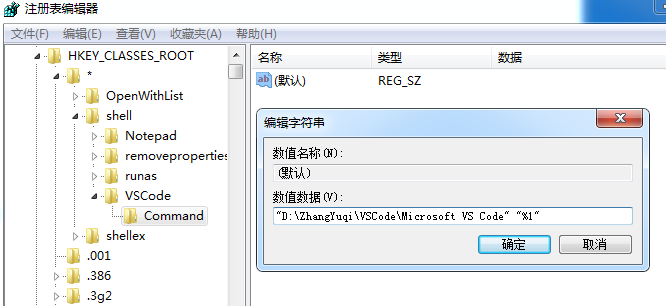 注册表编辑器
文件(F) 编辑(E) 查看(V) 收藏夹(A) 帮助(H)
HKEY_CLASSES_ROOT
*
OpenWithList
shell
Notepad
removeproperties
runas
VSCode
Command
shellex
.001
.386
.3g2
名称 类型 数据
ab (默认) REG_SZ
编辑字符串
数值名称(N):
(默认)
数值数据(V):
"D:\ZhangYuqi\VSCode\Microsoft VS Code" "%1"
确定 取消